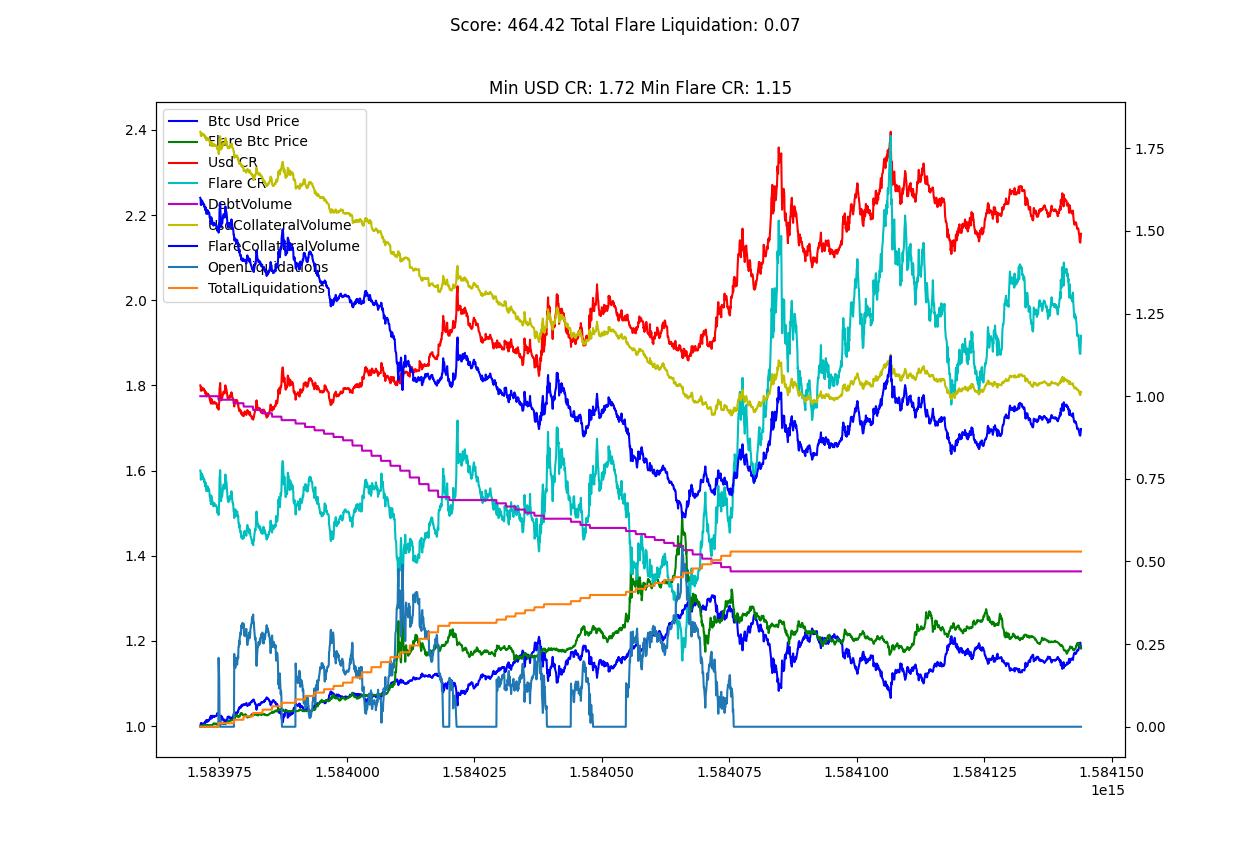 Score: 464.42 Total Flare Liquidation: 0.07
Min USD CR: 1.72 Min Flare CR: 1.15
Btc Usd Price
Flare Btc Price
Usd CR
Flare CR
DebtVolume
UsdCollateralVolume
FlareCollateralVolume
OpenLiquidations
TotalLiquidations
2.4
2.2
2.0
1.8
1.6
1.4
1.2
1.0
1.75
1.50
1.25
1.00
0.75
0.50
0.25
0.00
1.583975 1.584000 1.584025 1.584050 1.584075 1.584100 1.584125 1.584150
1e15